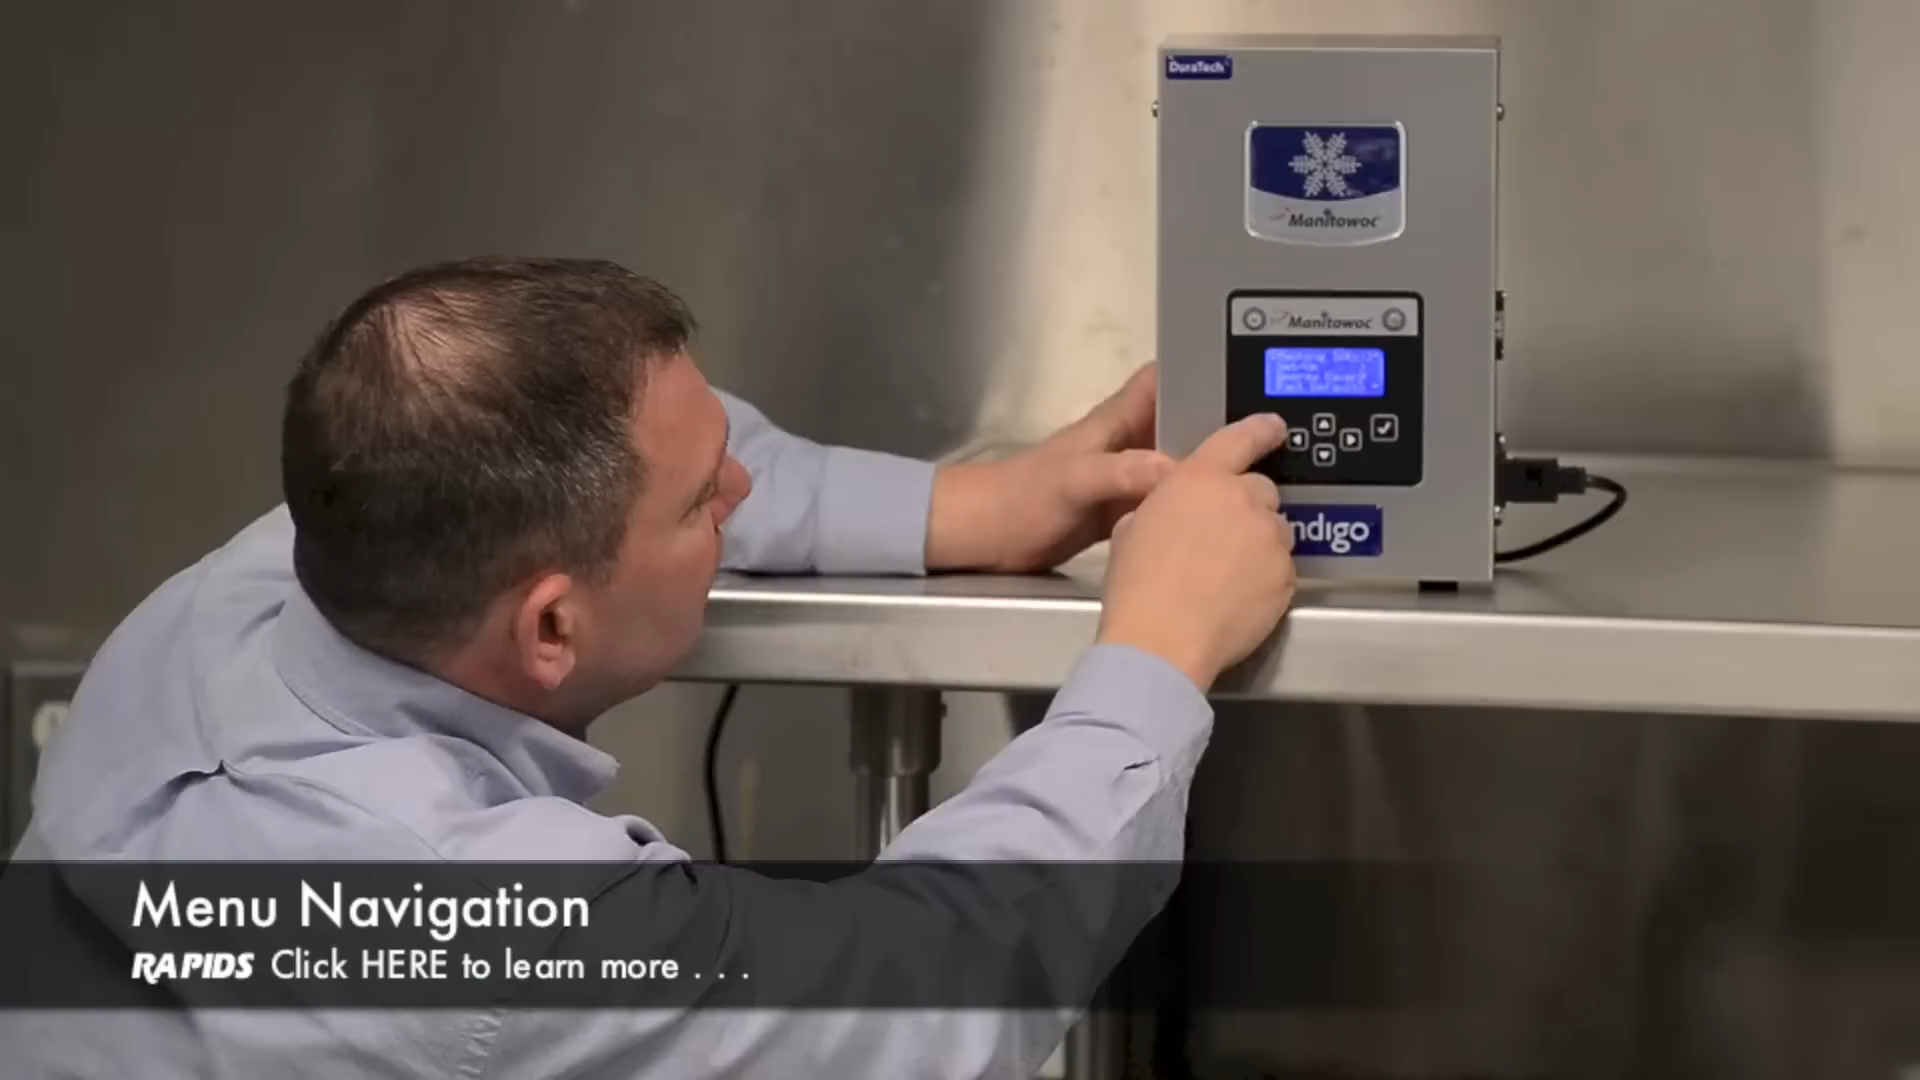 DuraTech
Manitowoc
Manitowoc
indigo
Menu Navigation
RAPIDS Click HERE to learn more . . .